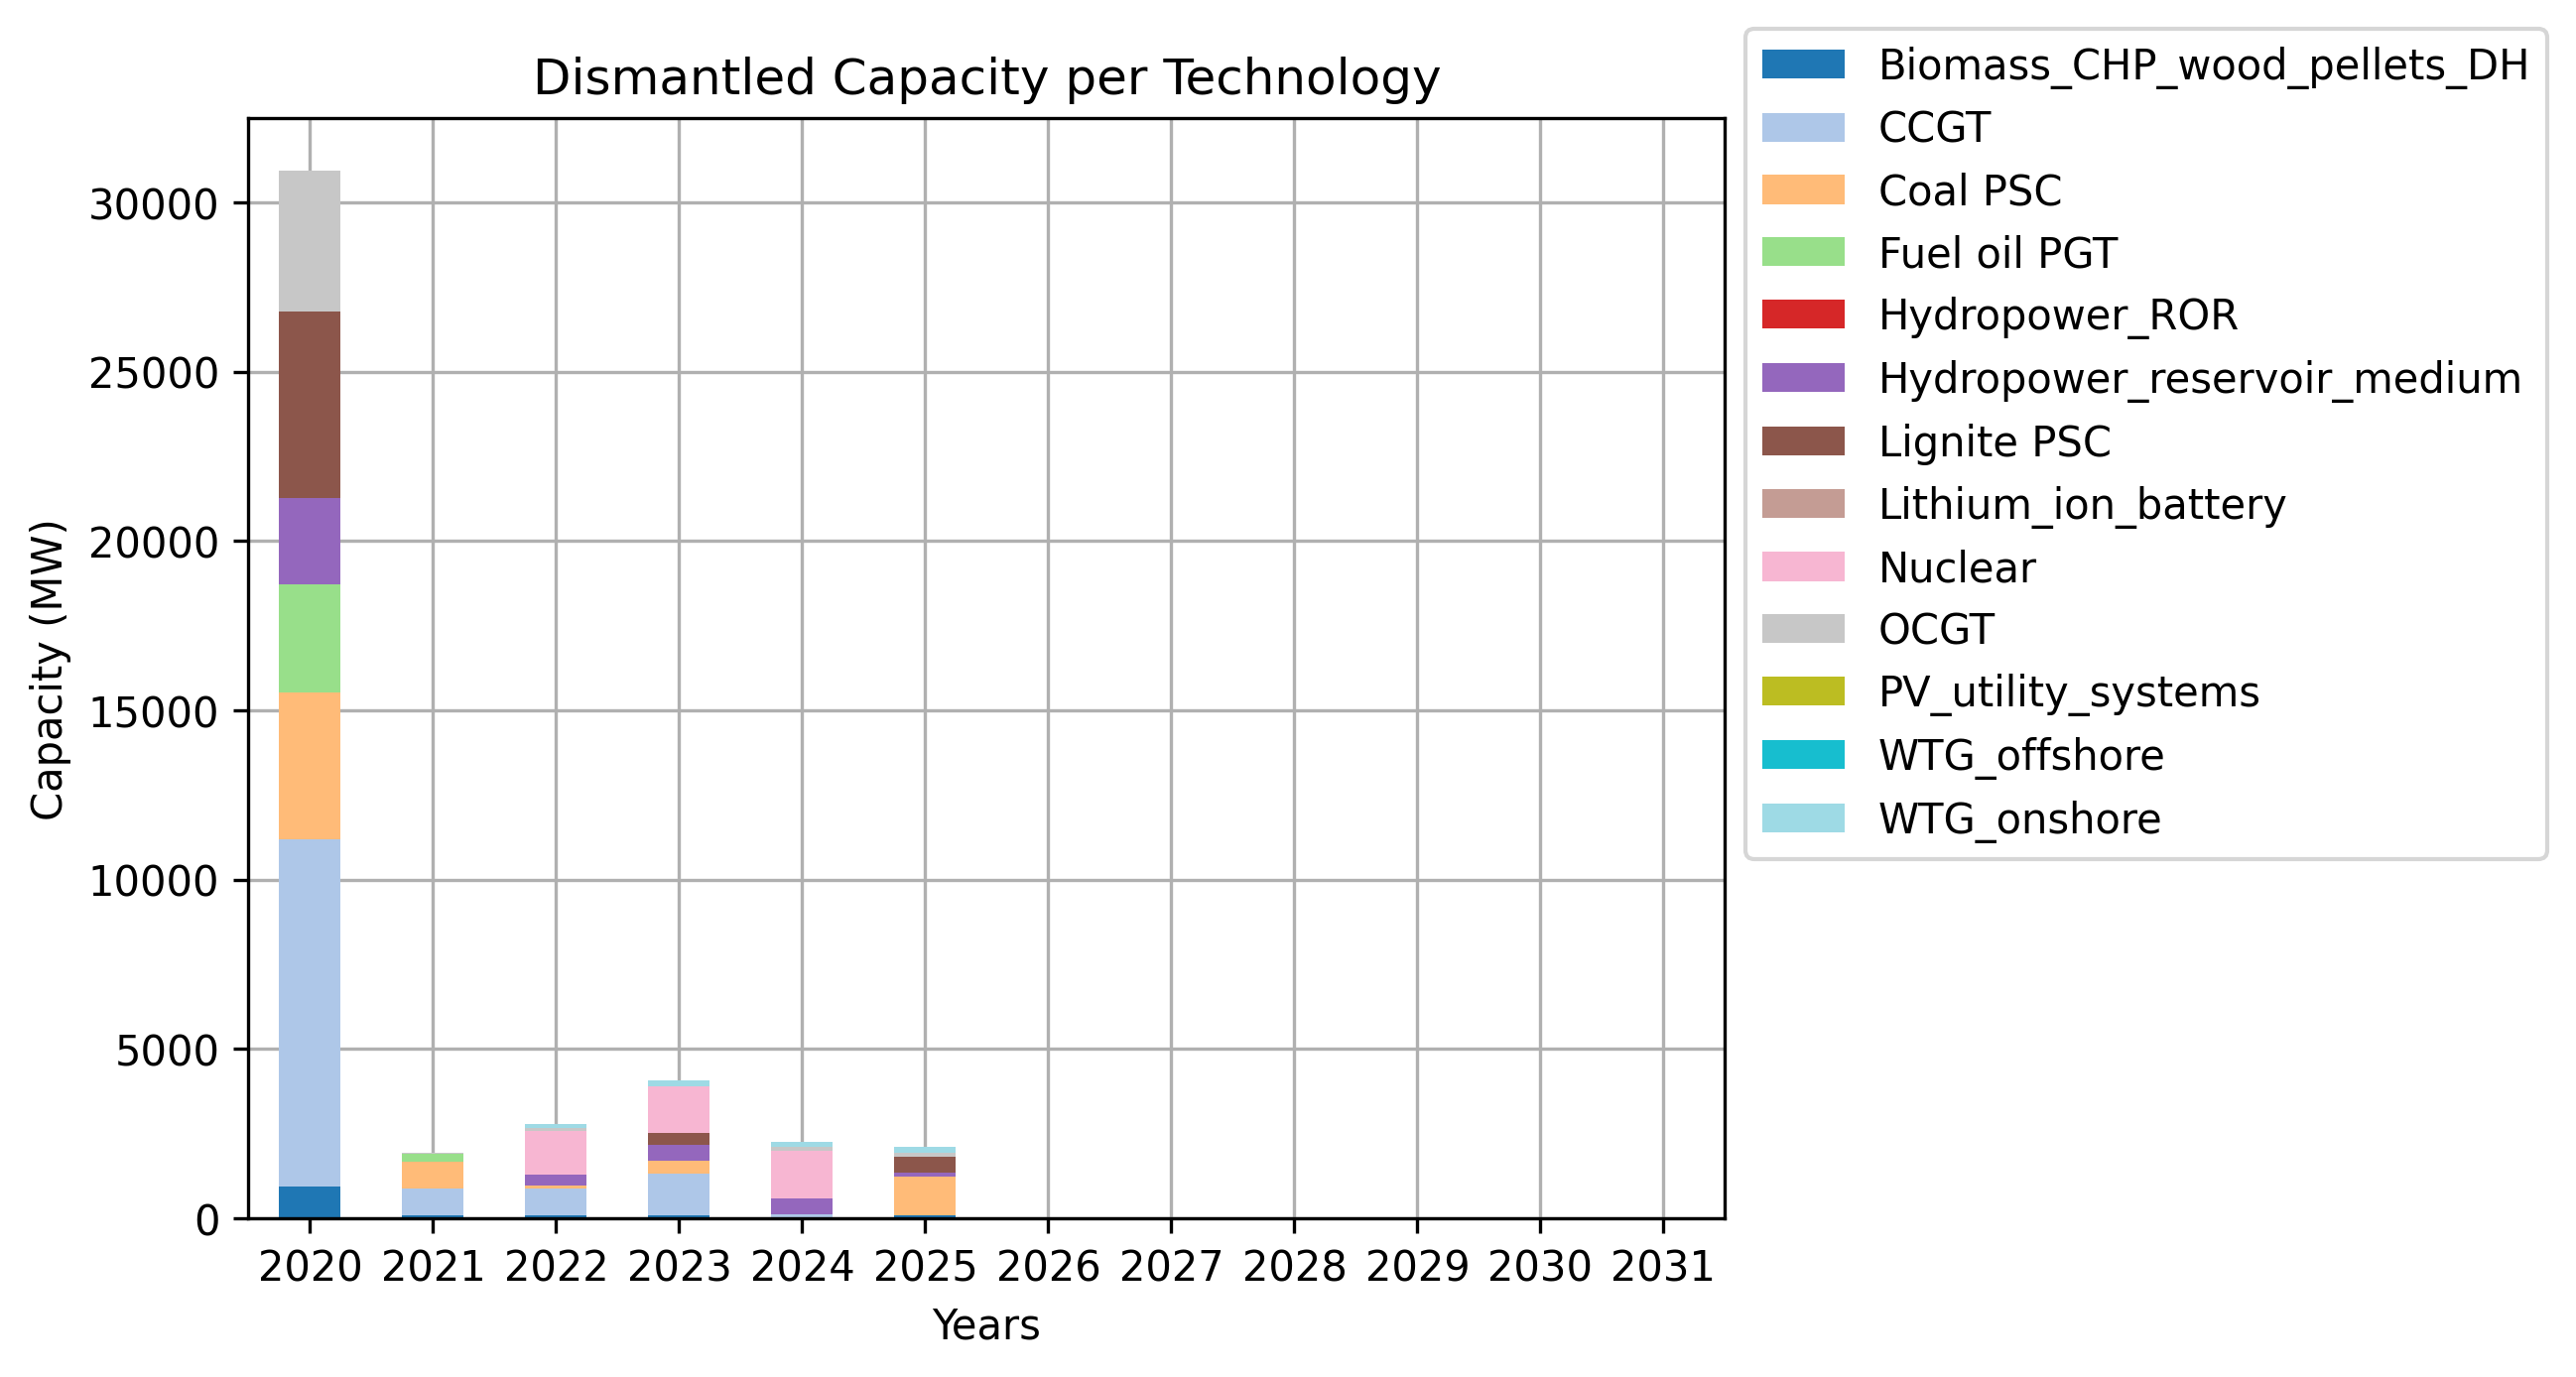 Dismantled Capacity per Technology
Capacity (MW)
30000
25000
20000
15000
10000
5000
0
2020 2021 2022 2023 2024 2025 2026 2027 2028 2029 2030 2031
Years
Biomass_CHP_wood_pellets_DH
CCGT
Coal PSC
Fuel oil PGT
Hydropower_ROR
Hydropower_reservoir_medium
Lignite PSC
Lithium_ion_battery
Nuclear
OCGT
PV_utility_systems
WTG_offshore
WTG_onshore